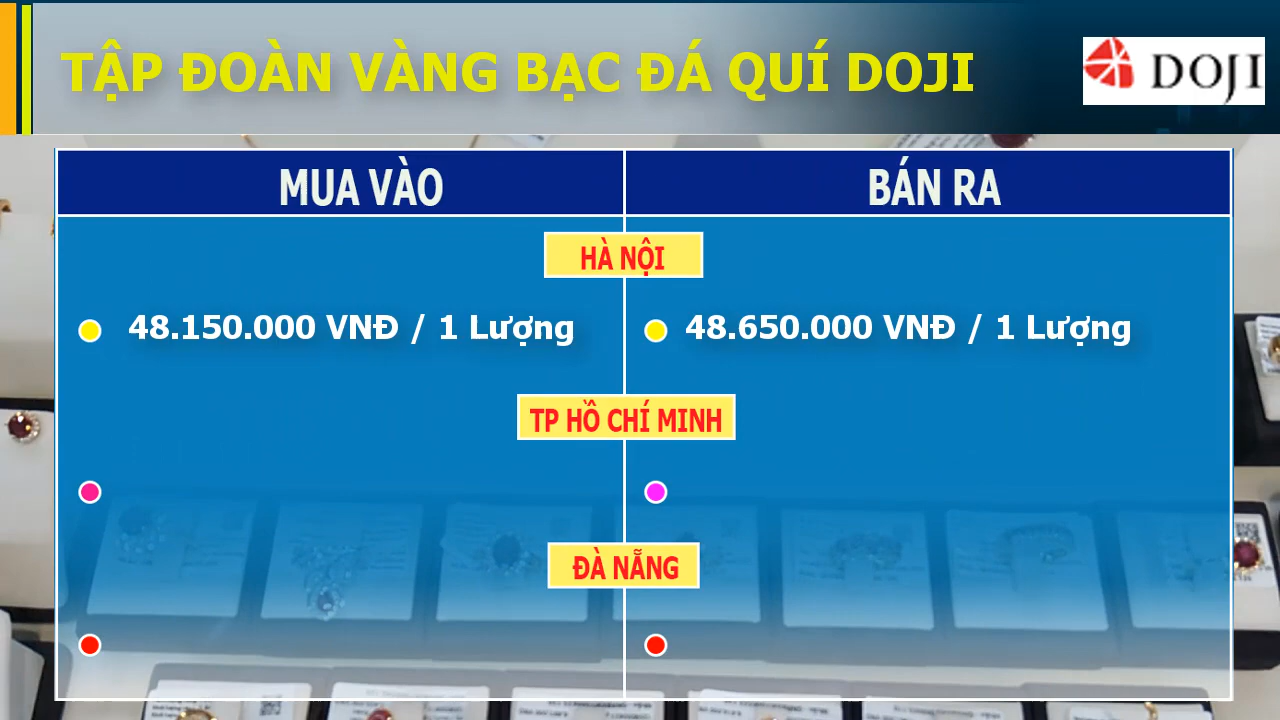 TẬP ĐOÀN VÀNG BẠC ĐÁ QUÍ DOJI
DOJI
MUA VÀO
BÁN RA
HÀ NỘI
48.150.000 VNĐ / 1 Lượng
48.650.000 VNĐ / 1 Lượng
TP HỒ CHÍ MINH
ĐÀ NẴNG